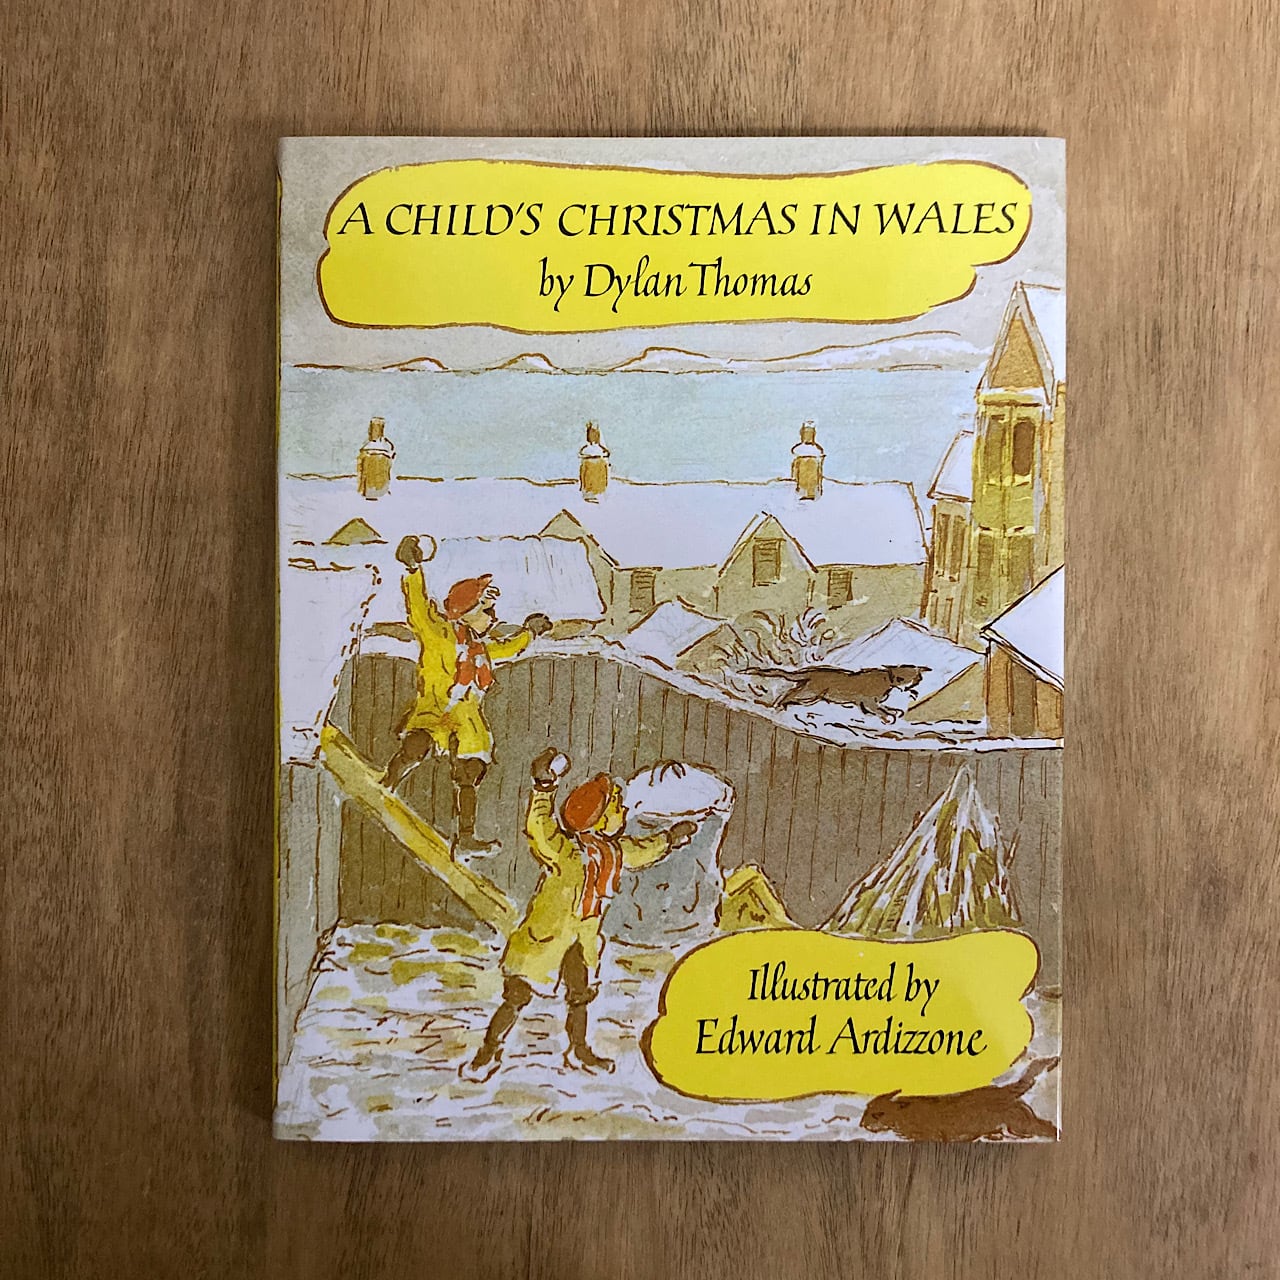 A CHILD'S CHRISTMAS IN WALES
by Dylan Thomas
Illustrated by
Edward Ardizzone